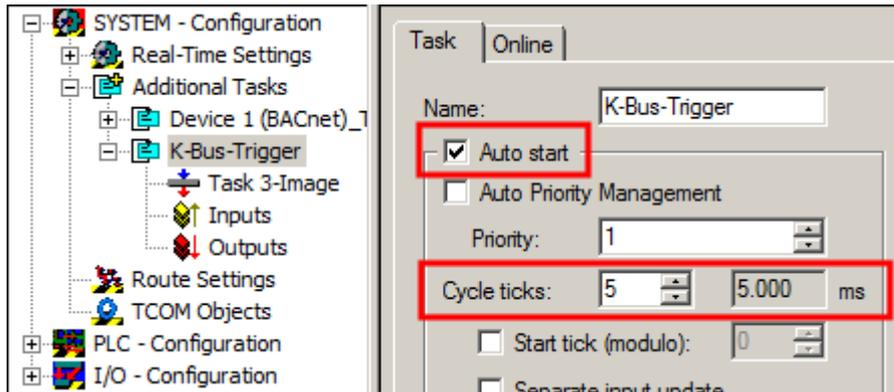 SYSTEM - Configuration
Real-Time Settings
Additional Tasks
Device 1 (BACnet)_T
K-Bus-Trigger
Task 3-Image
Inputs
Outputs
Route Settings
TCOM Objects
PLC - Configuration
I/O - Configuration
Task Online
Name: K-Bus-Trigger
Auto start
Auto Priority Management
Priority: 1
Cycle ticks: 5 5.000 ms
Start tick (modulo): 0
Separate input update